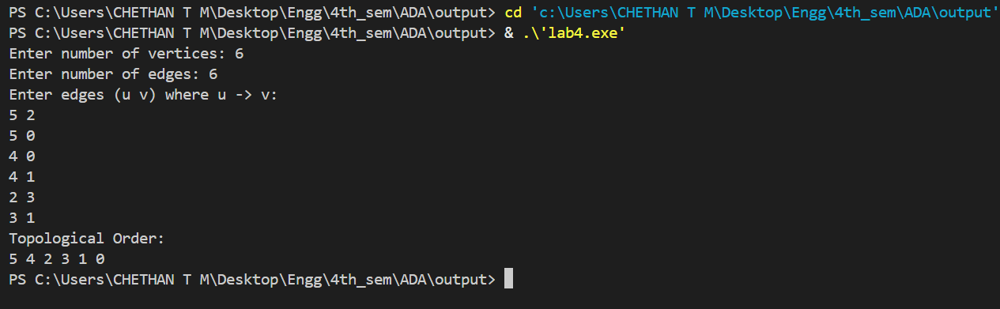 PS C:\Users\CHETHAN T M\Desktop\Engg\4th_sem\ADA\output> cd 'c:\Users\CHETHAN T M\Desktop\Engg\4th_sem\ADA\output'
PS C:\Users\CHETHAN T M\Desktop\Engg\4th_sem\ADA\output> & .\'lab4.exe'
Enter number of vertices: 6
Enter number of edges: 6
Enter edges (u v) where u -> v:
5 2
5 0
4 0
4 1
2 3
3 1
Topological Order:
5 4 2 3 1 0
PS C:\Users\CHETHAN T M\Desktop\Engg\4th_sem\ADA\output>